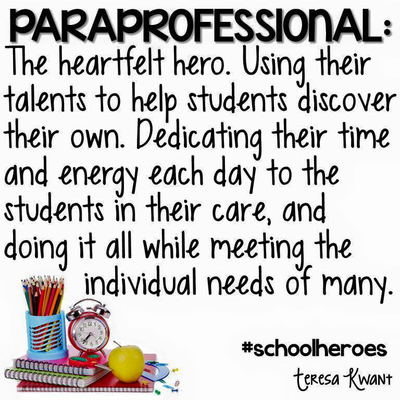 PARAPROFESSIONAL:
The heartfelt hero. Using their
talents to help students discover
their own. Dedicating their time
and energy each day to the
students in their care, and
doing it all while meeting the
individual needs of many.
#schoolheroes
Teresa Kwant